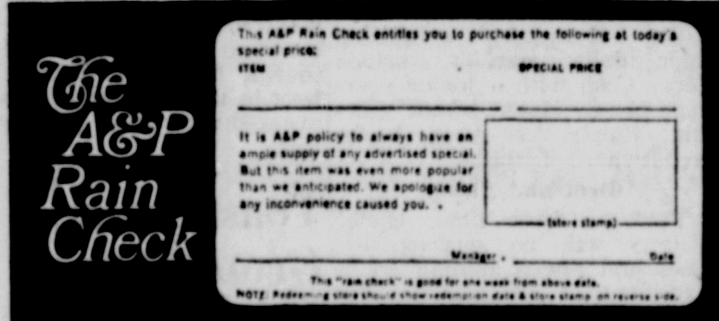 The
A&P
Rain
Check
This A&P Rain Check entitles you to purchase the following at today's
special price:
ITEM SPECIAL PRICE
It is A&P policy to always have an
ample supply of any advertised special.
But this item was even more popular
than we anticipated. We apologize for
any inconvenience caused you.
(store stamp)
Manager Date
This "rain check" is good for one week from above date.
NOTE: Redeeming store should show redemption date & store stamp on reverse side.